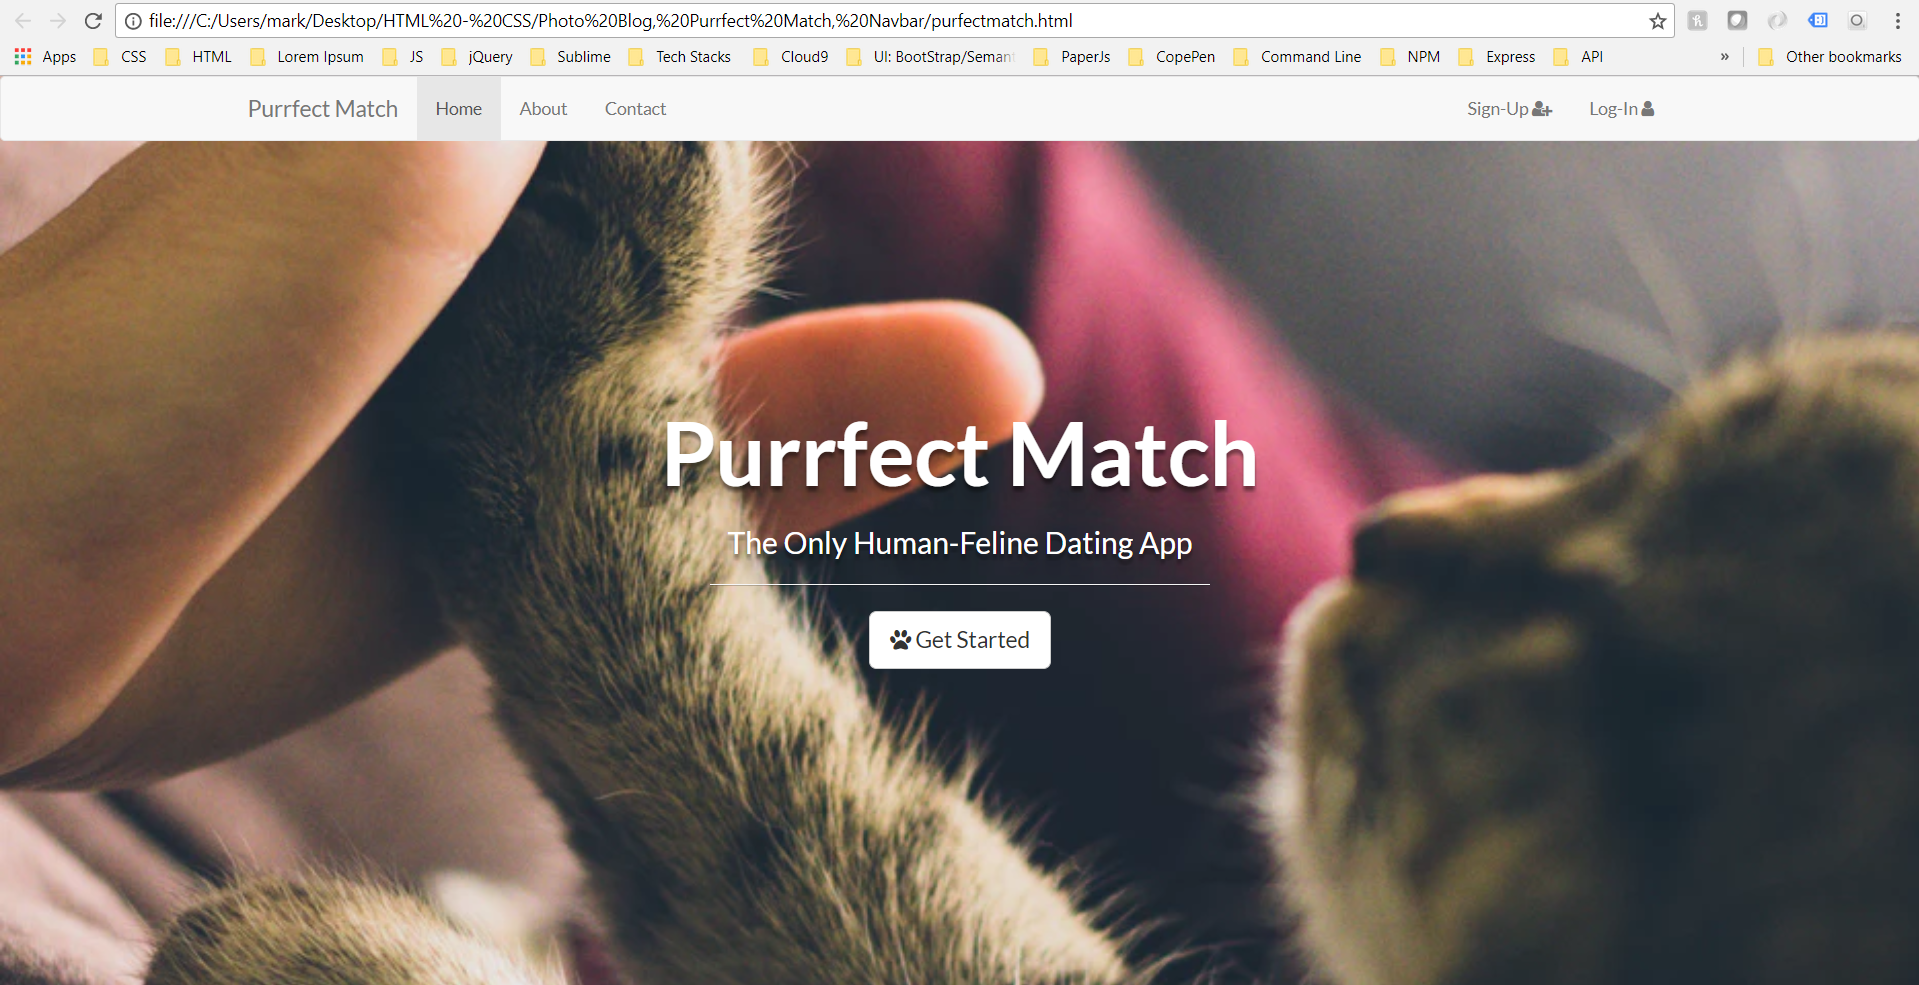 file:///C:/Users/mark/Desktop/HTML%20-%20CSS/Photo%20Blog,%20Purrfect%20Match,%20Navbar/purfectmatch.html
Apps CSS HTML Lorem Ipsum JS jQuery Sublime Tech Stacks Cloud9 UI: BootStrap/Semant PaperJs CopePen Command Line NPM Express API » Other bookmarks
Purrfect Match Home About Contact Sign-Up Log-In
Purrfect Match
The Only Human-Feline Dating App
Get Started